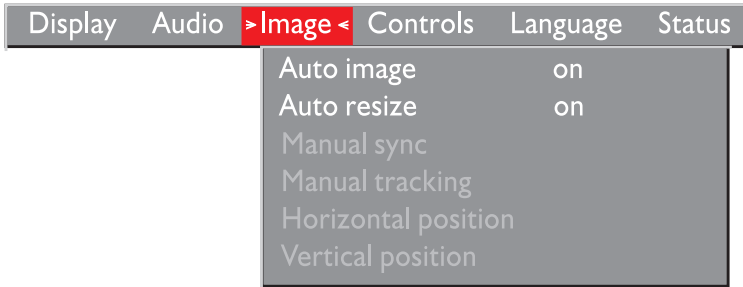 Display Audio >Image< Controls Language Status
Auto image on
Auto resize on
Manual sync
Manual tracking
Horizontal position
Vertical position